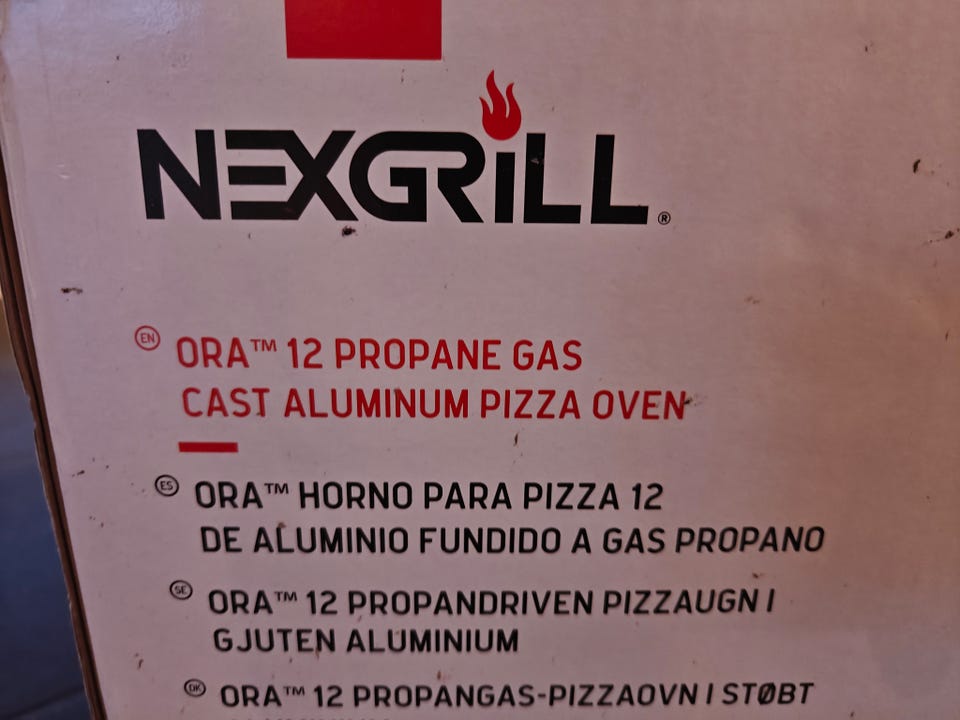 NEXGRILL®
EN ORA™ 12 PROPANE GAS
CAST ALUMINUM PIZZA OVEN
ES ORA™ HORNO PARA PIZZA 12
DE ALUMINIO FUNDIDO A GAS PROPANO
SE ORA™ 12 PROPANDRIVEN PIZZAUGN I
GJUTEN ALUMINIUM
DK ORA™ 12 PROPANGAS-PIZZAOVN I STØBT